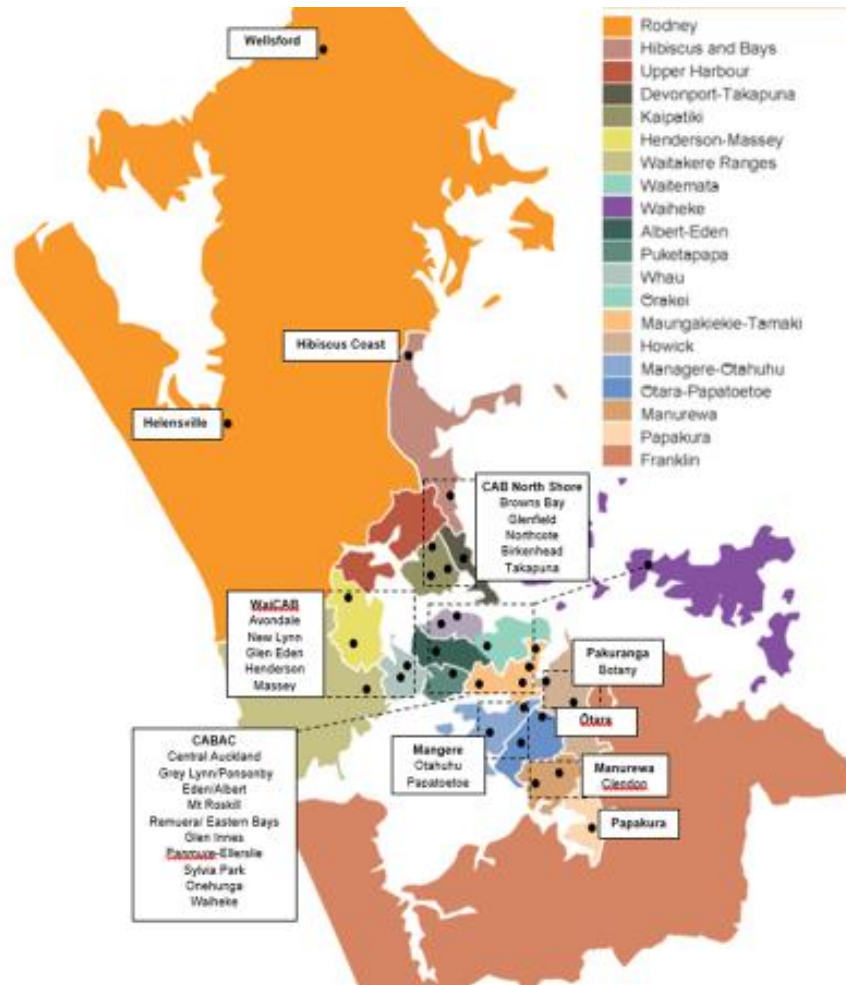 Wellsford
Rodney
Hibiscus and Bays
Upper Harbour
Devonport-Takapuna
Kaipatiki
Henderson-Massey
Waitakere Ranges
Waitemata
Waiheke
Albert-Eden
Puketapapa
Whau
Orakei
Maungakiekie-Tamaki
Howick
Managere-Otahuhu
Otara-Papatoetoe
Manurewa
Papakura
Franklin
Hibiscus Coast
Helensville
CAB North Shore
Browns Bay
Glenfield
Northcote
Birkenhead
Takapuna
WaiCAB
Avondale
New Lynn
Glen Eden
Henderson
Massey
Pakuranga
Botany
Ōtara
CABAC
Central Auckland
Grey Lynn/Ponsonby
Eden/Albert
Mt Roskill
Remuera/ Eastern Bays
Glen Innes
Panmure-Ellerslie
Sylvia Park
Onehunga
Waiheke
Mangere
Otahuhu
Papatoetoe
Manurewa
Clendon
Papakura